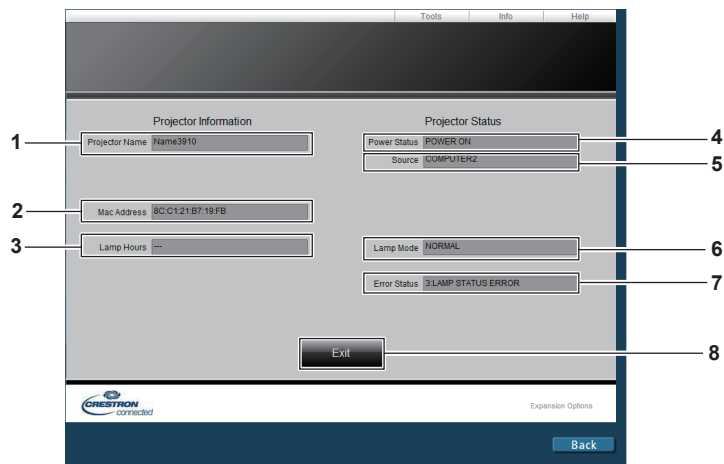 Tools Info Help
Projector Information Projector Status
1 Projector Name Name3910 Power Status POWER ON 4
Source COMPUTER2 5
2 Mac Address 8C:C1:21:B7:19:FB
3 Lamp Hours --- Lamp Mode NORMAL 6
Error Status 3:LAMP STATUS ERROR 7
Exit 8
CRESTRON
connected Expansion Options
Back